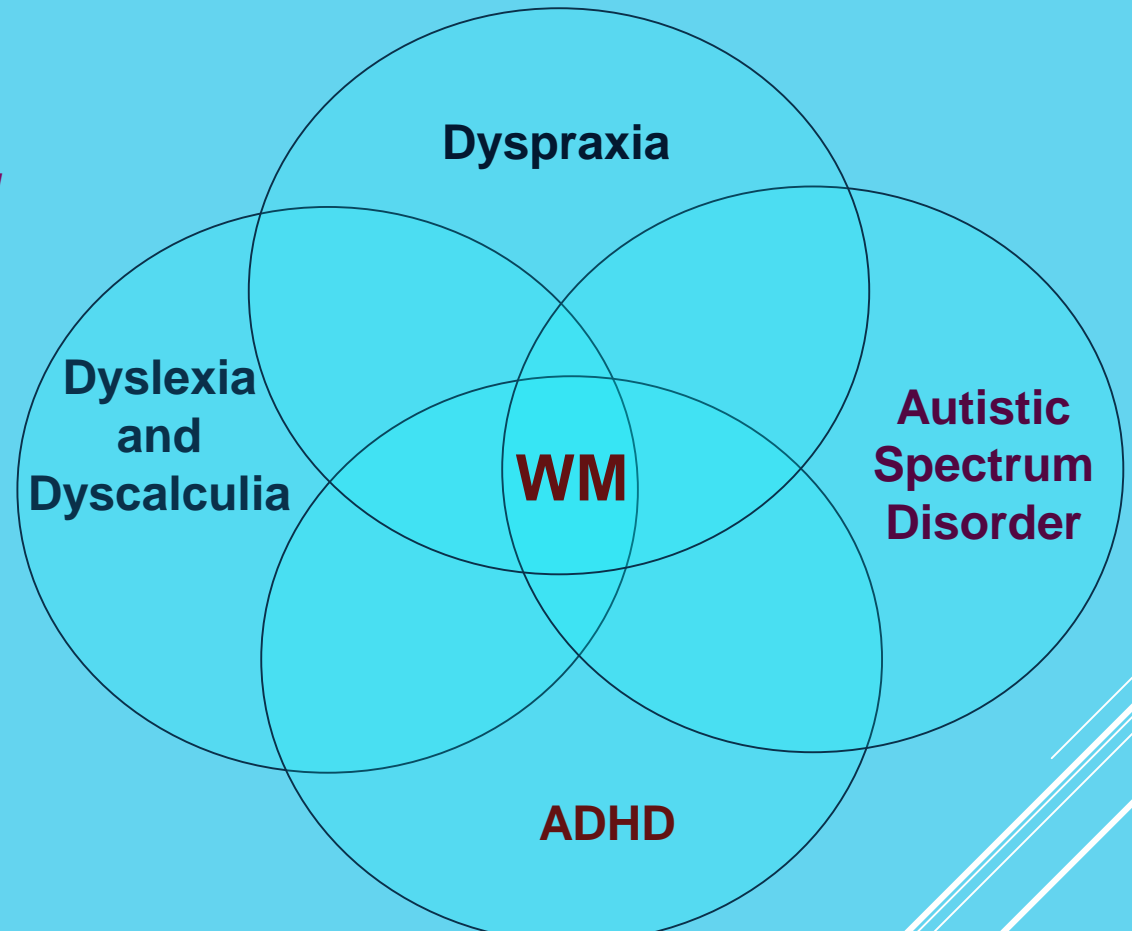 Dyspraxia
Dyslexia
and
Dyscalculia
WM
Autistic
Spectrum
Disorder
ADHD